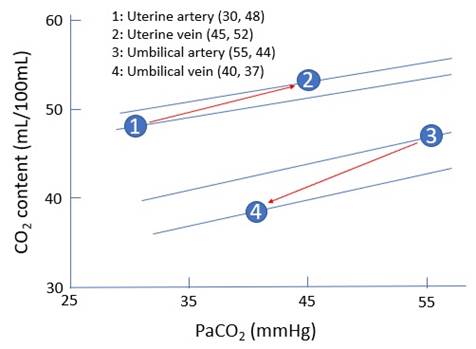 1: Uterine artery (30, 48)
2: Uterine vein (45, 52)
3: Umbilical artery (55, 44)
4: Umbilical vein (40, 37)
60
50
40
30
CO₂ content (mL/100mL)
1
2
3
4
25
35
45
55
PaCO₂ (mmHg)